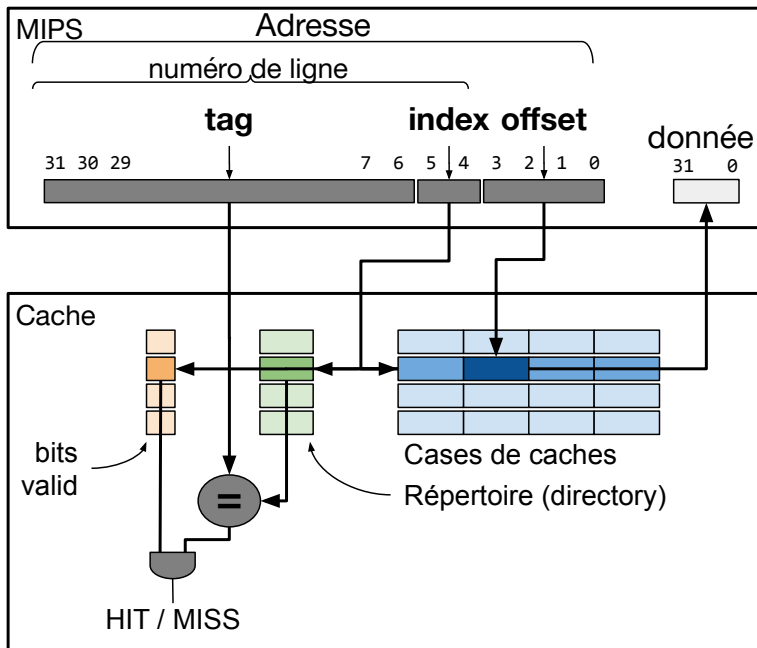 MIPS
Adresse
numéro de ligne
tag
index offset
donnée
31 30 29 7 6 5 4 3 2 1 0
31 0
Cache
bits
valid
Cases de caches
Répertoire (directory)
=
HIT / MISS